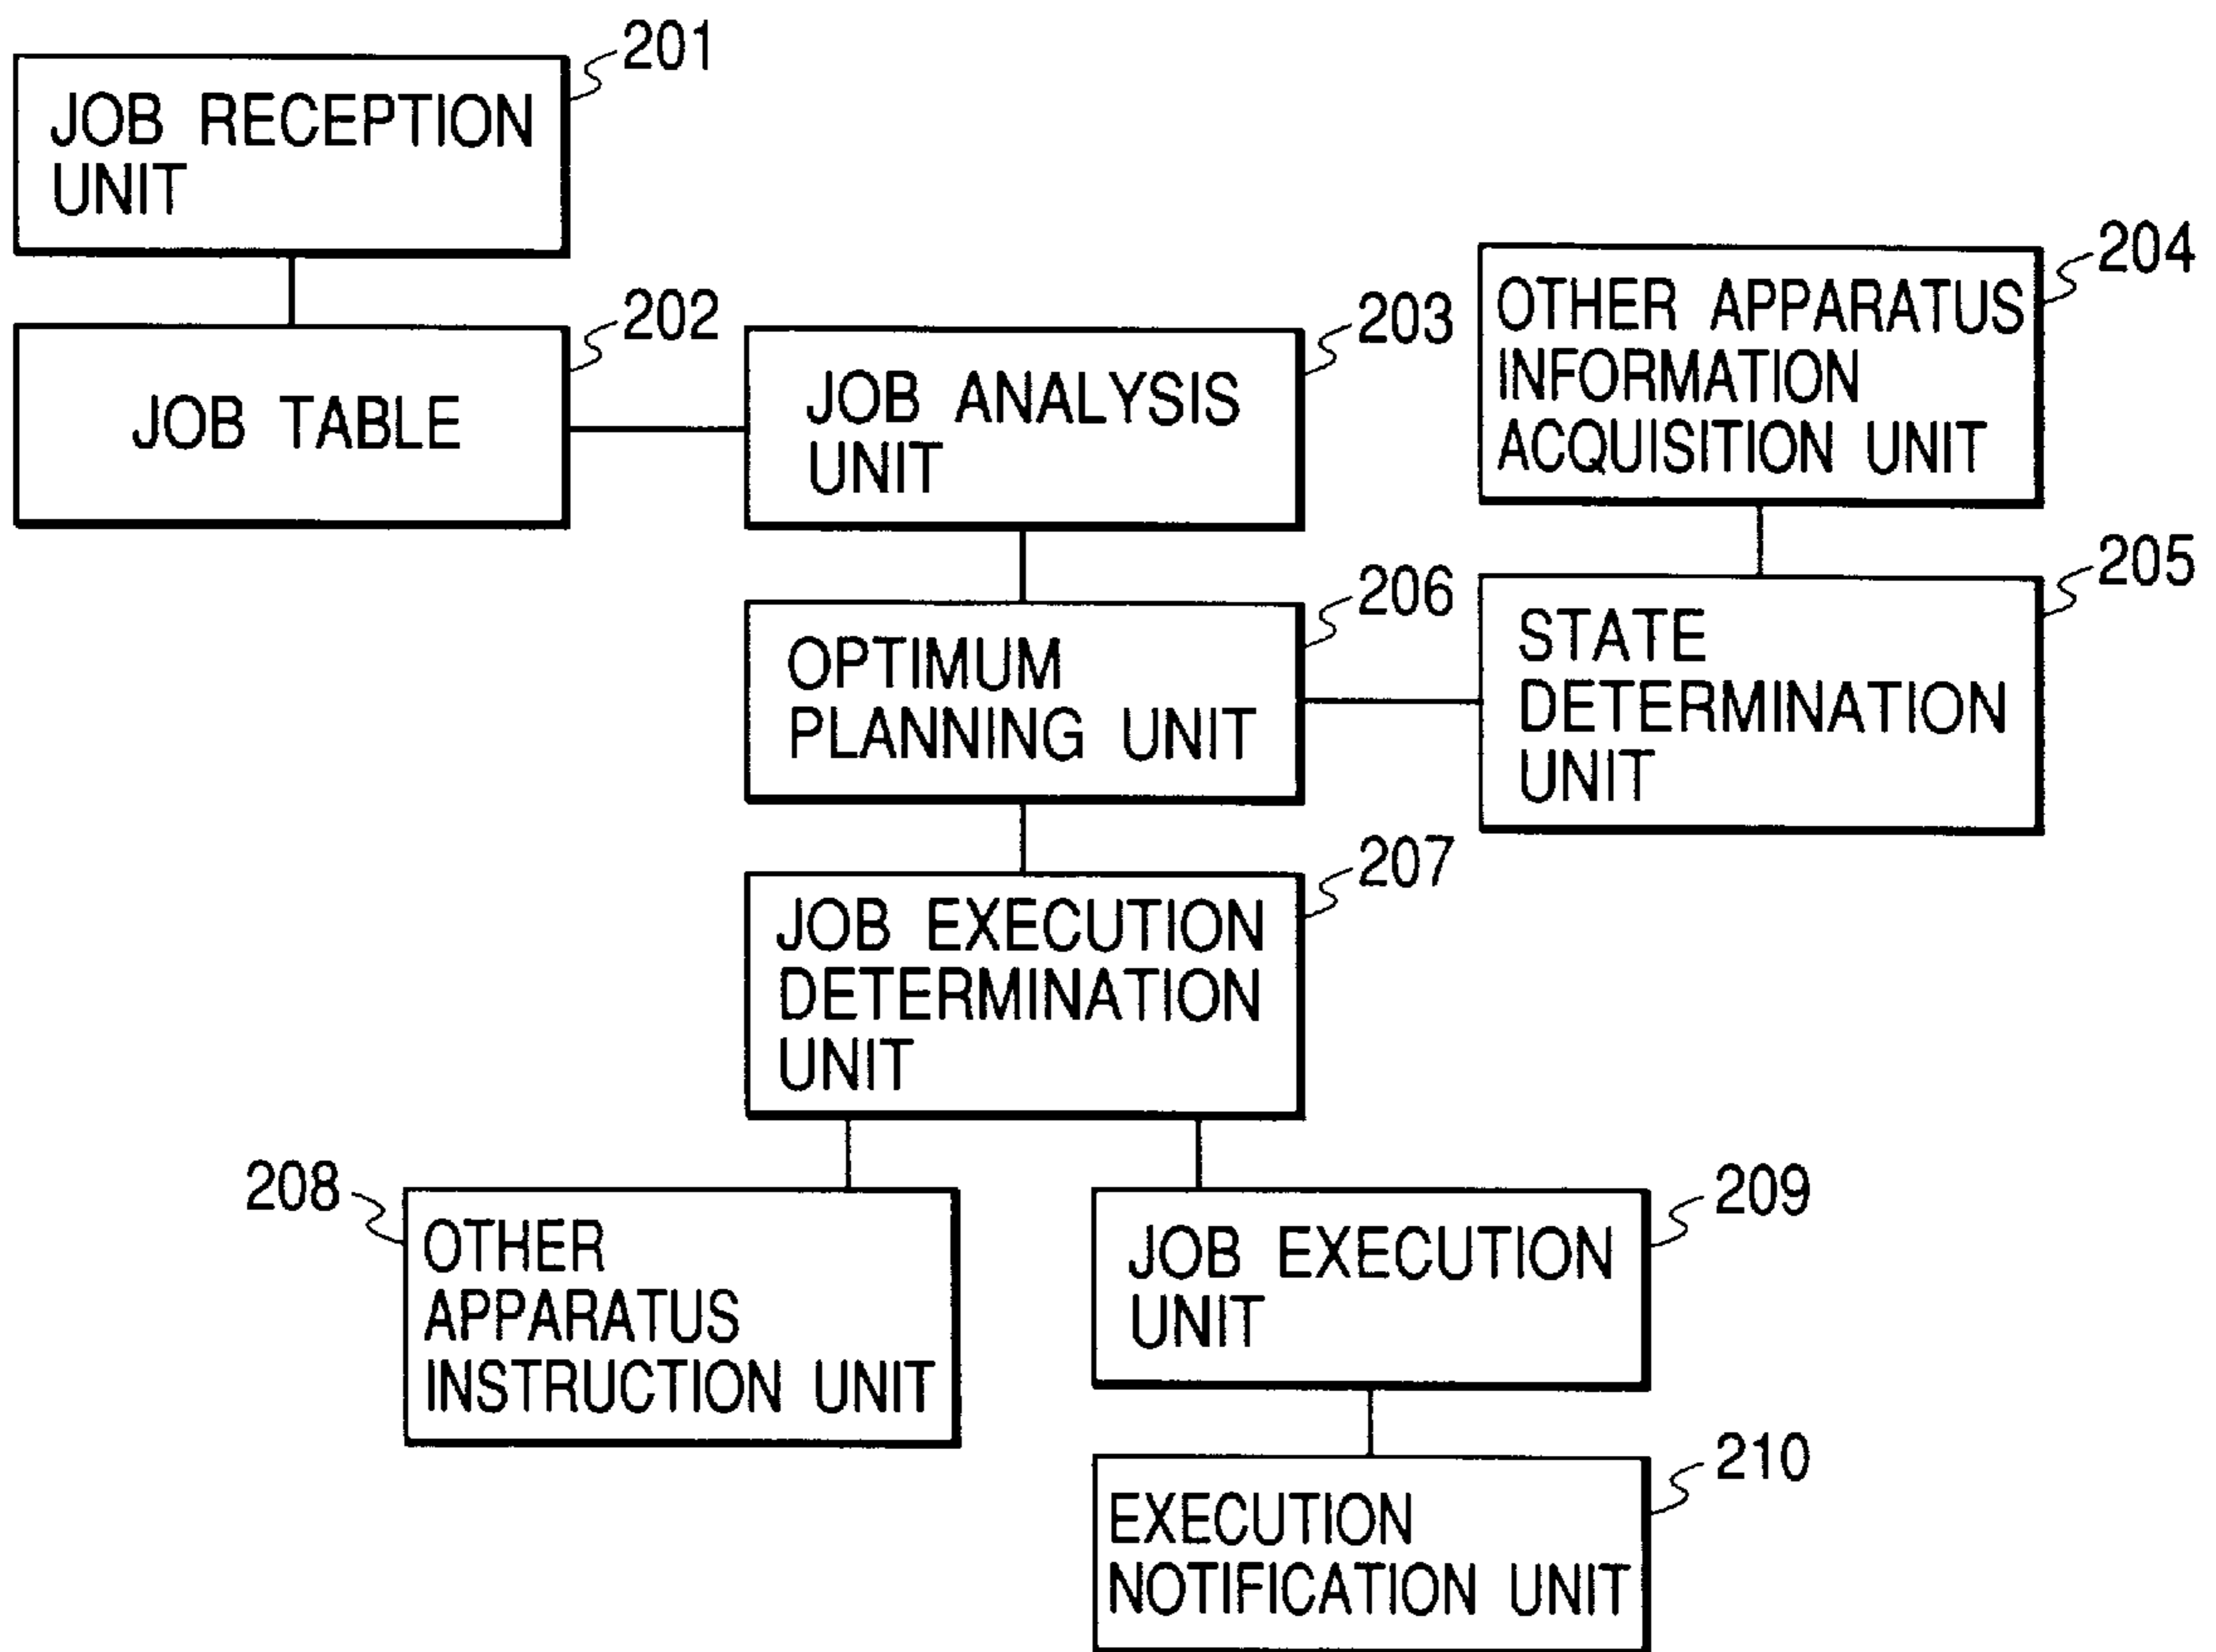 201
JOB RECEPTION
UNIT
202
JOB TABLE
203
JOB ANALYSIS
UNIT
204
OTHER APPARATUS
INFORMATION
ACQUISITION UNIT
205
STATE
DETERMINATION
UNIT
206
OPTIMUM
PLANNING UNIT
207
JOB EXECUTION
DETERMINATION
UNIT
208
OTHER
APPARATUS
INSTRUCTION UNIT
209
JOB EXECUTION
UNIT
210
EXECUTION
NOTIFICATION UNIT